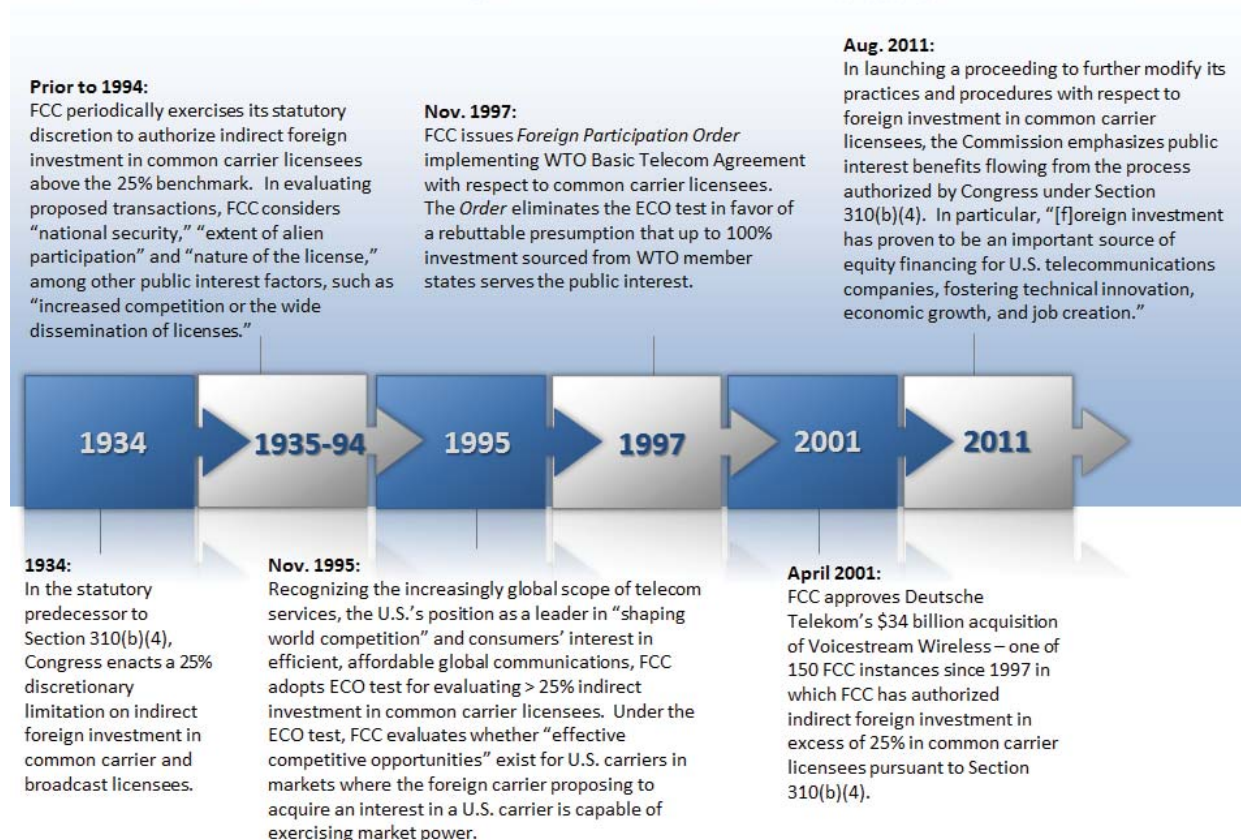 Prior to 1994:
FCC periodically exercises its statutory
discretion to authorize indirect foreign
investment in common carrier licensees
above the 25% benchmark. In evaluating
proposed transactions, FCC considers
“national security,” “extent of alien
participation” and “nature of the license,”
among other public interest factors, such as
“increased competition or the wide
dissemination of licenses.”
Nov. 1997:
FCC issues Foreign Participation Order
implementing WTO Basic Telecom Agreement
with respect to common carrier licensees.
The Order eliminates the ECO test in favor of
a rebuttable presumption that up to 100%
investment sourced from WTO member
states serves the public interest.
Aug. 2011:
In launching a proceeding to further modify its
practices and procedures with respect to
foreign investment in common carrier
licensees, the Commission emphasizes public
interest benefits flowing from the process
authorized by Congress under Section
310(b)(4). In particular, “[f]oreign investment
has proven to be an important source of
equity financing for U.S. telecommunications
companies, fostering technical innovation,
economic growth, and job creation.”
1934
1935-94
1995
1997
2001
2011
1934:
In the statutory
predecessor to
Section 310(b)(4),
Congress enacts a 25%
discretionary
limitation on indirect
foreign investment in
common carrier and
broadcast licensees.
Nov. 1995:
Recognizing the increasingly global scope of telecom
services, the U.S.’s position as a leader in “shaping
world competition” and consumers’ interest in
efficient, affordable global communications, FCC
adopts ECO test for evaluating > 25% indirect
investment in common carrier licensees. Under the
ECO test, FCC evaluates whether “effective
competitive opportunities” exist for U.S. carriers in
markets where the foreign carrier proposing to
acquire an interest in a U.S. carrier is capable of
exercising market power.
April 2001:
FCC approves Deutsche
Telekom’s $34 billion acquisition
of Voicestream Wireless – one of
150 FCC instances since 1997 in
which FCC has authorized
indirect foreign investment in
excess of 25% in common carrier
licensees pursuant to Section
310(b)(4).